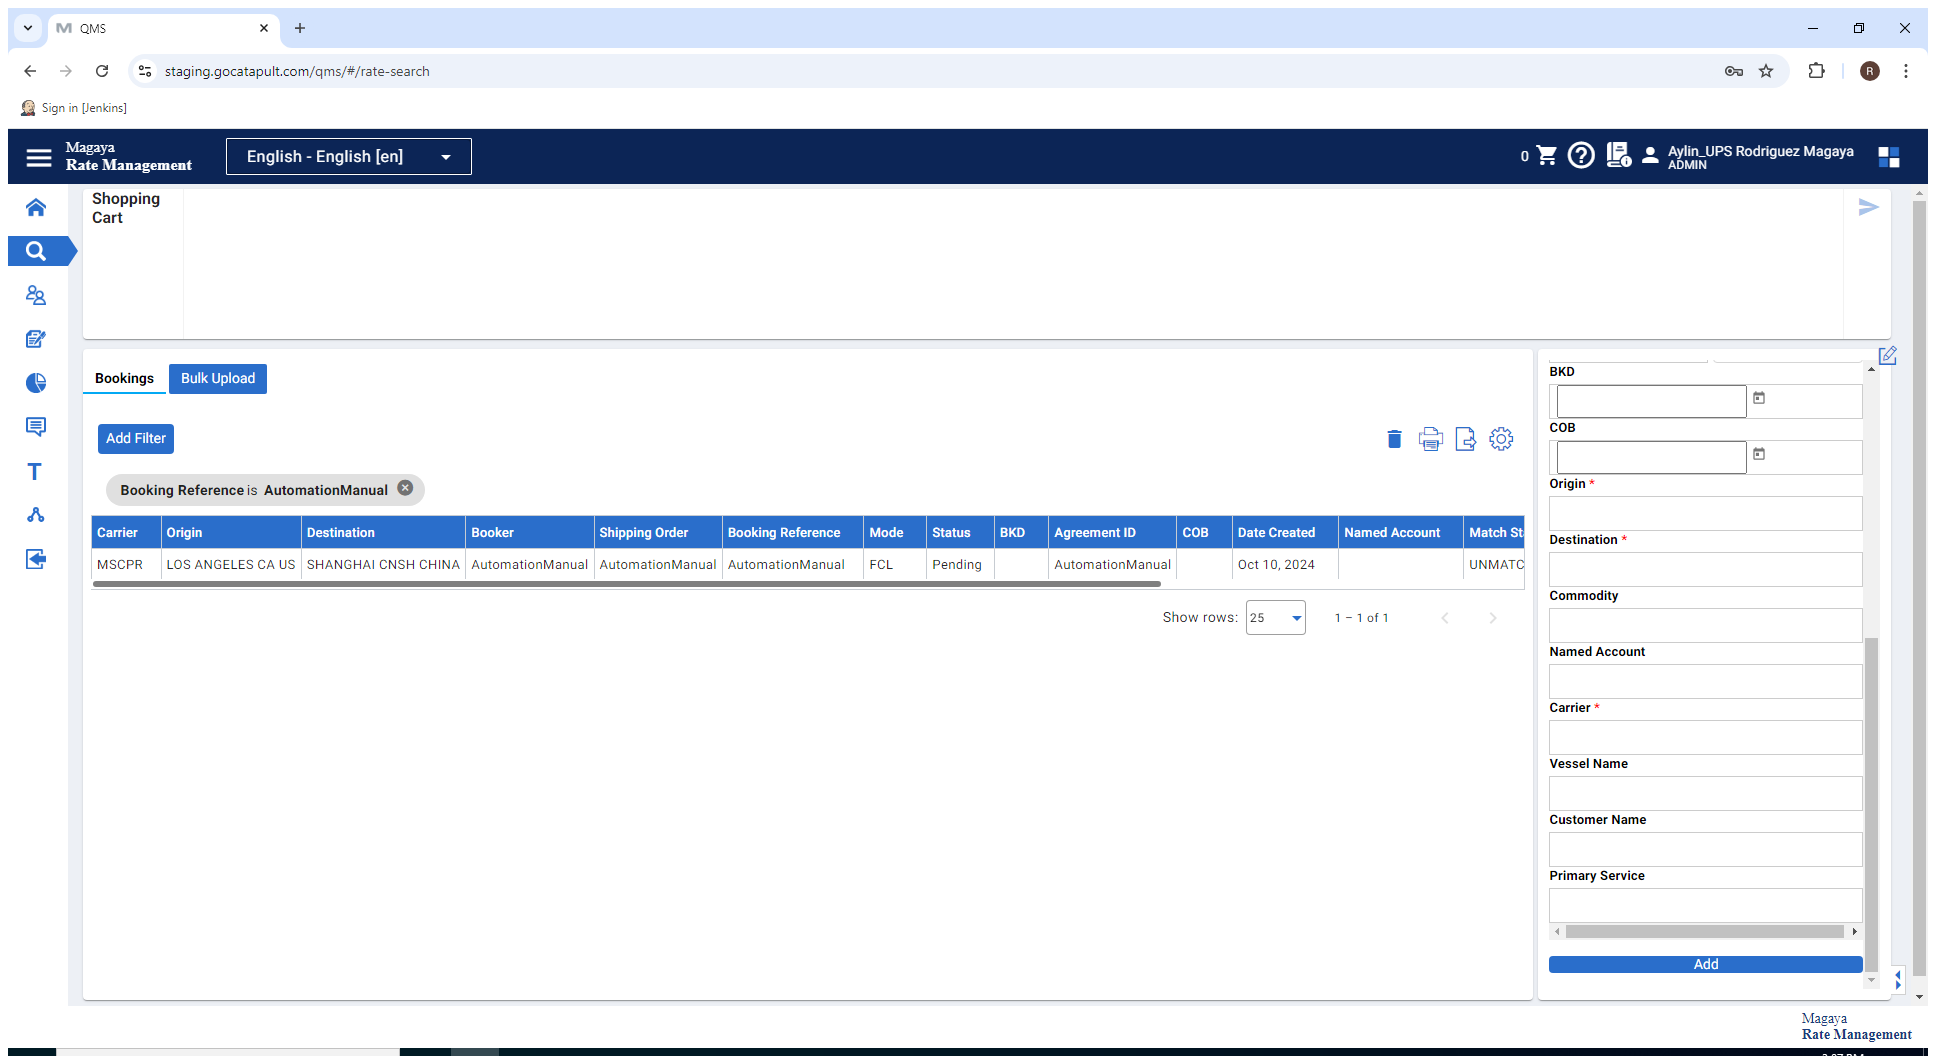 QMS
staging.gocatapult.com/qms/#/rate-search
R
Sign in [Jenkins]
Magaya
Rate Management
English - English [en]
0
Aylin_UPS Rodriguez Magaya
ADMIN
Shopping
Cart
Bookings
Bulk Upload
Add Filter
Booking Reference is AutomationManual
Carrier Origin Destination Booker Shipping Order Booking Reference Mode Status BKD Agreement ID COB Date Created Named Account Match St
MSCPR LOS ANGELES CA US SHANGHAI CNSH CHINA AutomationManual AutomationManual AutomationManual FCL Pending AutomationManual Oct 10, 2024 UNMATC
Show rows: 25 1 – 1 of 1
BKD
COB
Origin *
Destination *
Commodity
Named Account
Carrier *
Vessel Name
Customer Name
Primary Service
Add
Magaya
Rate Management